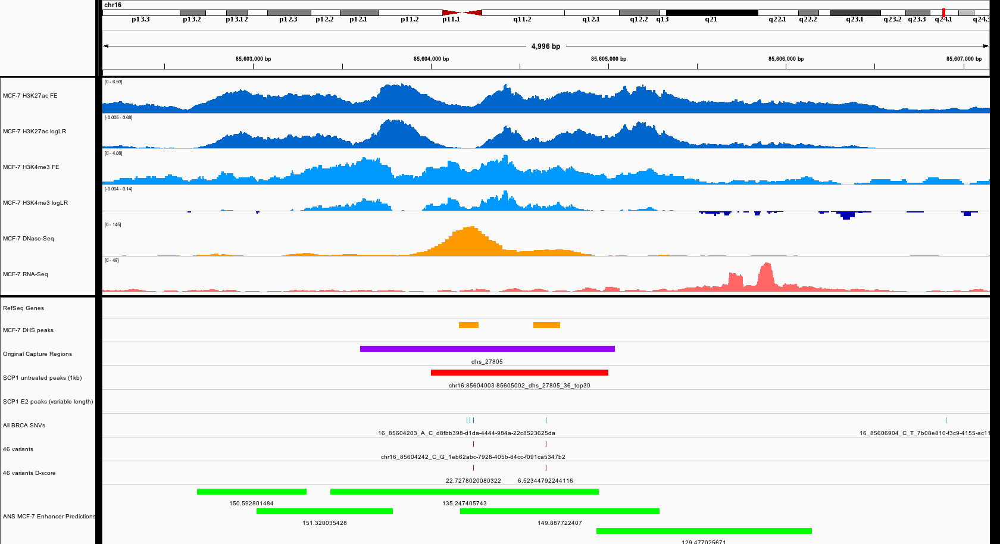 chr16
p13.3 p13.2 p13.12 p12.3 p12.2 p12.1 p11.2 p11.1 q11.2 q12.1 q12.2 q13 q21 q22.1 q22.2 q23.1 q23.2 q23.3 q24.1 q24.3
4,996 bp
85,603,000 bp 85,604,000 bp 85,605,000 bp 85,606,000 bp 85,607,000 bp
[0 - 6.50]
MCF-7 H3K27ac FE
[-0.005 - 0.68]
MCF-7 H3K27ac logLR
[0 - 4.08]
MCF-7 H3K4me3 FE
[-0.064 - 0.14]
MCF-7 H3K4me3 logLR
[0 - 145]
MCF-7 DNase-Seq
[0 - 49]
MCF-7 RNA-Seq
RefSeq Genes
MCF-7 DHS peaks
Original Capture Regions
dhs_27805
SCP1 untreated peaks (1kb)
chr16:85604003-85605002_dhs_27805_36_top30
SCP1 E2 peaks (variable length)
All BRCA SNVs
16_85604203_A_C_d8fbb398-d1da-4444-984a-22c8523625da 16_85606904_C_T_7b08e810-f3c9-4155-ac11
46 variants
chr16_85604242_C_G_1eb62abc-7928-405b-84cc-f091ca5347b2
46 variants D-score
22.7278020080322 6.52344792244116
150.592801484 135.247405743
ANS MCF-7 Enhancer Predictions
151.320035428 149.887722407
129.477025671